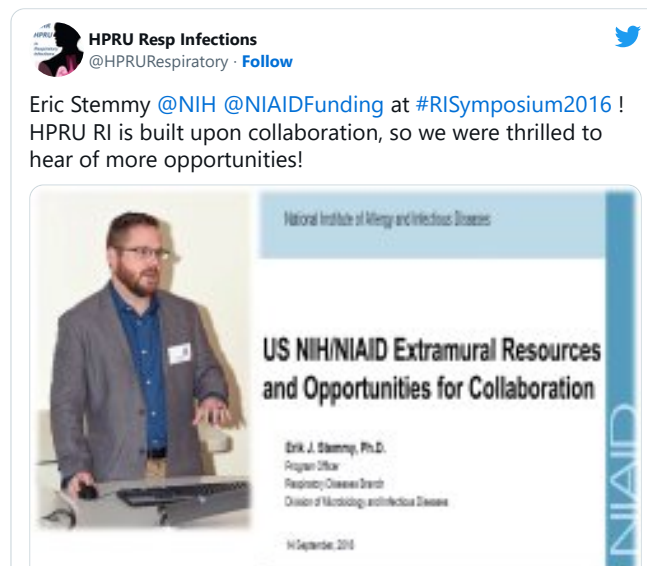 HPRU Resp Infections
@HPRURespiratory · Follow
Eric Stemmy @NIH @NIAIDFunding at #RISymposium2016 !
HPRU RI is built upon collaboration, so we were thrilled to
hear of more opportunities!
National Institute of Allergy and Infectious Diseases
US NIH/NIAID Extramural Resources
and Opportunities for Collaboration
Erik J. Stemmy, Ph.D.
Program Officer
Respiratory Diseases Branch
Division of Microbiology and Infectious Diseases
14 September, 2016
NIAID